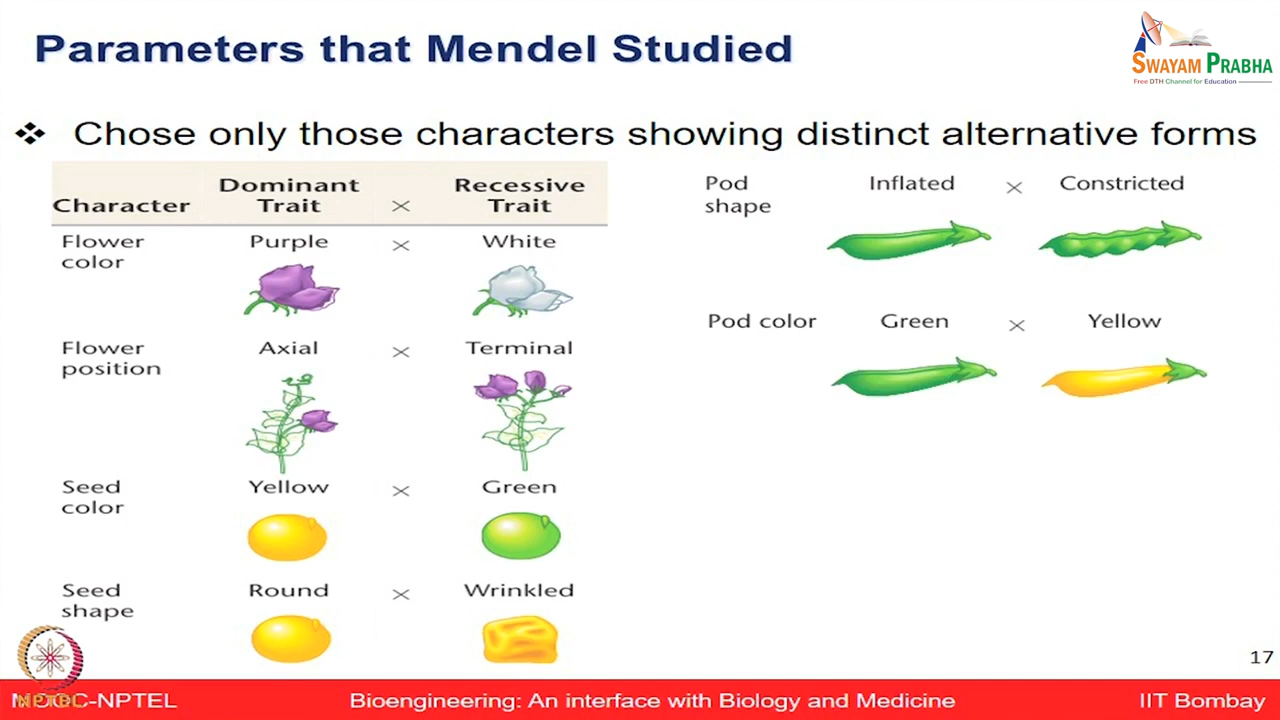 Parameters that Mendel Studied
SWAYAM PRABHA
Free DTH Channel for Education
❖ Chose only those characters showing distinct alternative forms
Character Dominant Trait × Recessive Trait
Flower color Purple × White
Flower position Axial × Terminal
Seed color Yellow × Green
Seed shape Round × Wrinkled
Pod shape Inflated × Constricted
Pod color Green × Yellow
17
MOOC-NPTEL Bioengineering: An interface with Biology and Medicine IIT Bombay
NPTEL